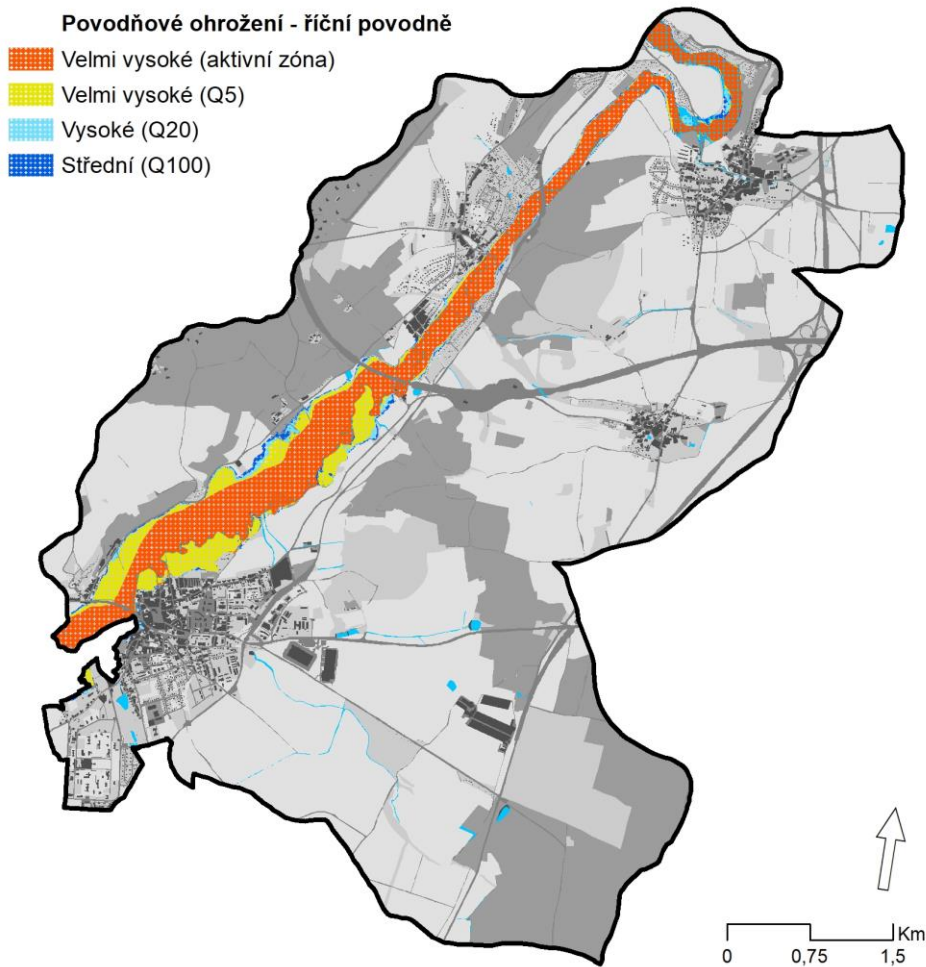 Povodňové ohrožení - říční povodně
Velmi vysoké (aktivní zóna)
Velmi vysoké (Q5)
Vysoké (Q20)
Střední (Q100)
Km
0 0,75 1,5